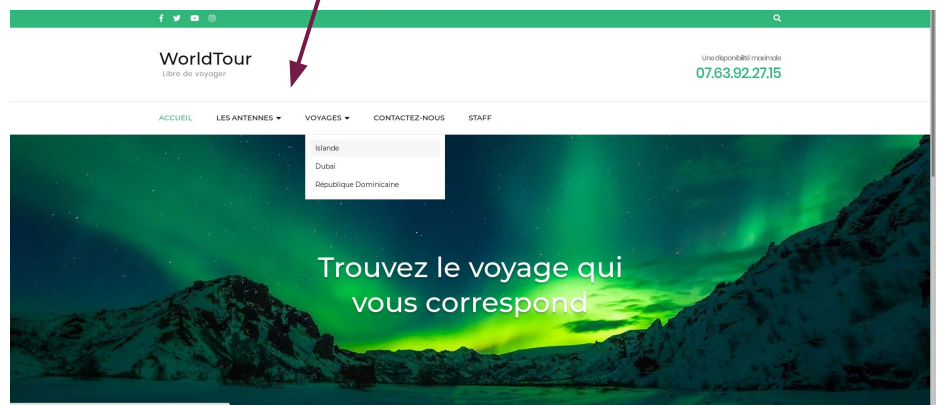 WorldTour
Libre de voyager
Une disponibilité maximale
07.63.92.27.15
ACCUEIL LES ANTENNES VOYAGES CONTACTEZ-NOUS STAFF
Islande
Dubaï
République Dominicaine
Trouvez le voyage qui
vous correspond